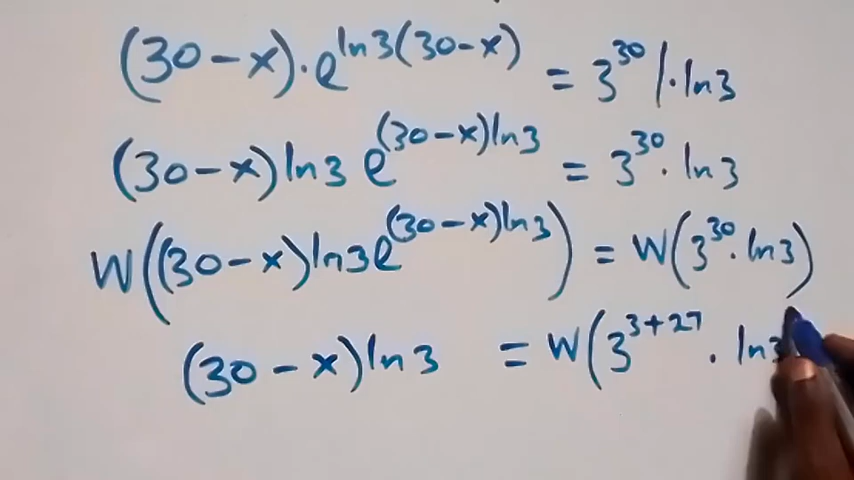 (30-x)·e^{ln3(30-x)} = 3^{30} |·ln3
(30-x)ln3 e^{(30-x)ln3} = 3^{30}·ln3
W((30-x)ln3e^{(30-x)ln3}) = W(3^{30}·ln3)
(30-x)ln3 = W(3^{3+27}·ln3